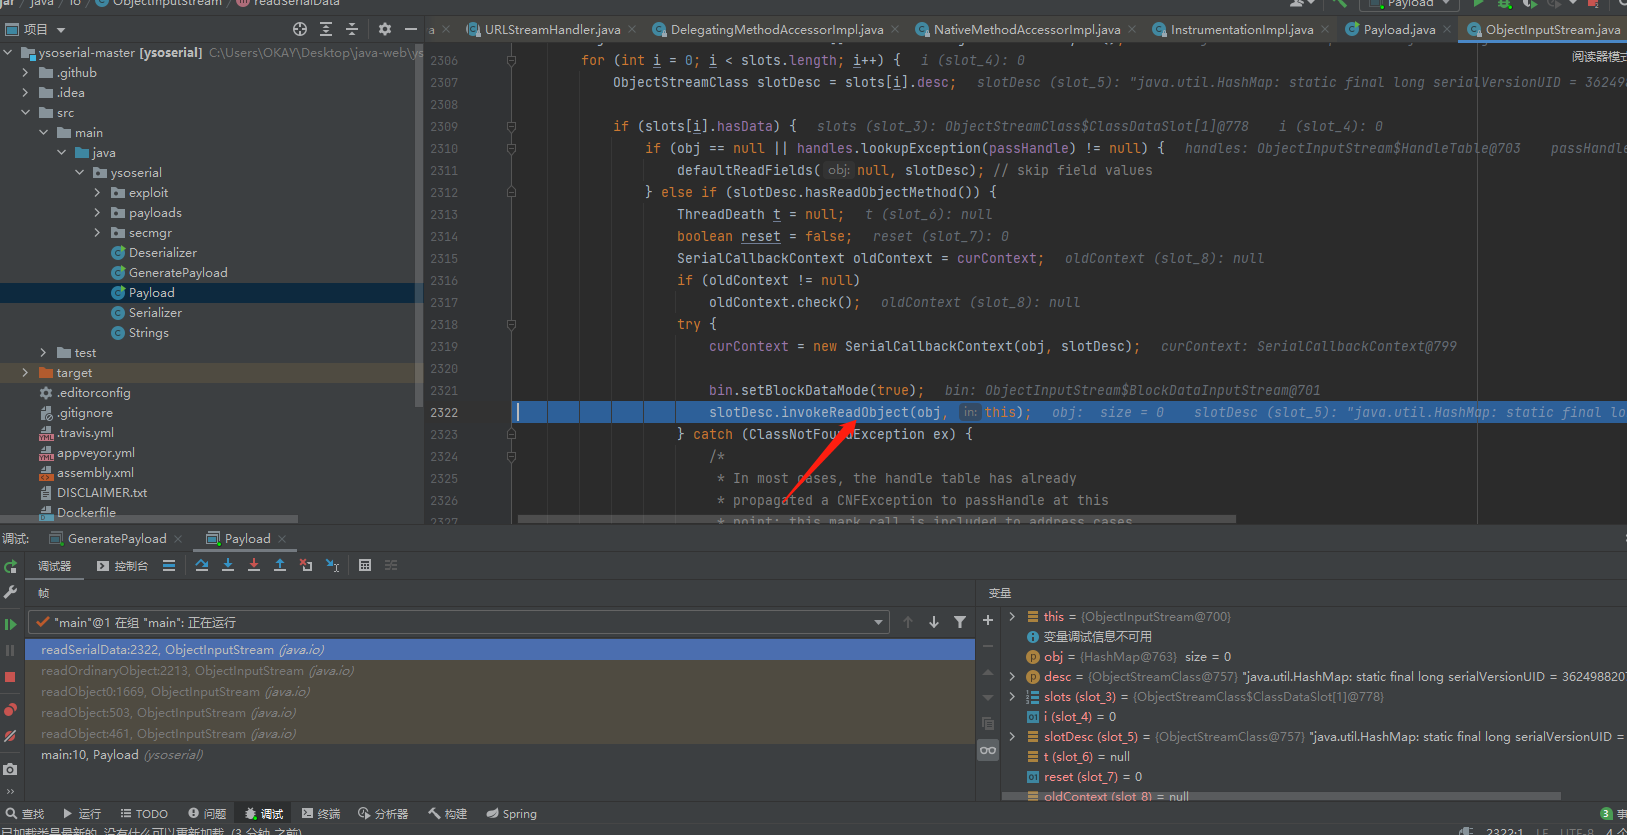 jar / java / io ObjectInputStream readSerialData Payload
项目 a URLStreamHandler.java DelegatingMethodAccessorImpl.java NativeMethodAccessorImpl.java InstrumentationImpl.java Payload.java ObjectInputStream.java
阅读器模式
ysoserial-master [ysoserial] C:\Users\OKAY\Desktop\java-web\ys
.github
.idea
src
main
java
ysoserial
exploit
payloads
secmgr
Deserializer
GeneratePayload
Payload
Serializer
Strings
test
target
.editorconfig
.gitignore
.travis.yml
appveyor.yml
assembly.xml
DISCLAIMER.txt
Dockerfile
2306 for (int i = 0; i < slots.length; i++) { i (slot_4): 0
2307 ObjectStreamClass slotDesc = slots[i].desc; slotDesc (slot_5): "java.util.HashMap: static final long serialVersionUID = 36249
2308
2309 if (slots[i].hasData) { slots (slot_3): ObjectStreamClass$ClassDataSlot[1]@778 i (slot_4): 0
2310 if (obj == null || handles.lookupException(passHandle) != null) { handles: ObjectInputStream$HandleTable@703 passHandle
2311 defaultReadFields( obj: null, slotDesc); // skip field values
2312 } else if (slotDesc.hasReadObjectMethod()) {
2313 ThreadDeath t = null; t (slot_6): null
2314 boolean reset = false; reset (slot_7): 0
2315 SerialCallbackContext oldContext = curContext; oldContext (slot_8): null
2316 if (oldContext != null)
2317 oldContext.check(); oldContext (slot_8): null
2318 try {
2319 curContext = new SerialCallbackContext(obj, slotDesc); curContext: SerialCallbackContext@799
2320
2321 bin.setBlockDataMode(true); bin: ObjectInputStream$BlockDataInputStream@701
2322 slotDesc.invokeReadObject(obj, in: this); obj: size = 0 slotDesc (slot_5): "java.util.HashMap: static final lo
2323 } catch (ClassNotFoundException ex) {
2324 /*
2325 * In most cases, the handle table has already
2326 * propagated a CNFException to passHandle at this
2327 * point; this mark call is included to address cases
调试: GeneratePayload Payload
调试器 控制台
帧
"main"@1 在组 "main": 正在运行
readSerialData:2322, ObjectInputStream (java.io)
readOrdinaryObject:2213, ObjectInputStream (java.io)
readObject0:1669, ObjectInputStream (java.io)
readObject:503, ObjectInputStream (java.io)
readObject:461, ObjectInputStream (java.io)
main:10, Payload (ysoserial)
变量
this = {ObjectInputStream@700}
变量调试信息不可用
obj = {HashMap@763} size = 0
desc = {ObjectStreamClass@757} "java.util.HashMap: static final long serialVersionUID = 362498820
slots (slot_3) = {ObjectStreamClass$ClassDataSlot[1]@778}
i (slot_4) = 0
slotDesc (slot_5) = {ObjectStreamClass@757} "java.util.HashMap: static final long serialVersionUID =
t (slot_6) = null
reset (slot_7) = 0
oldContext (slot_8) = null
查找 运行 TODO 问题 调试 终端 分析器 构建 Spring 3 事
已加载类是最新的。没有什么可以重新加载。(3 分钟 之前) 2322:1 LF UTF-8 4 个